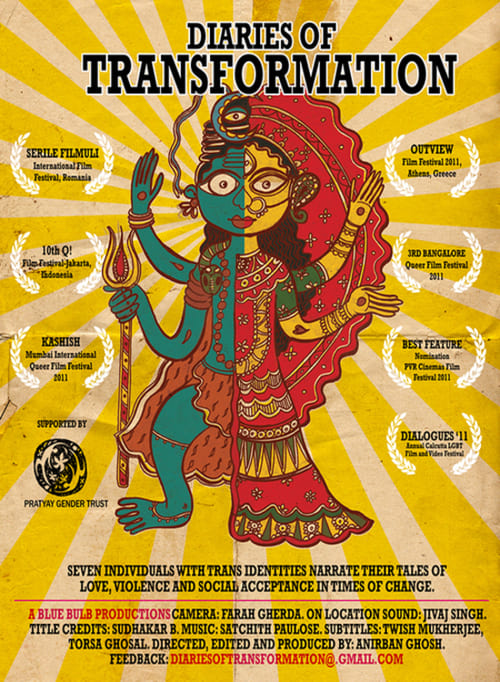 DIARIES OF
TRANSFORMATION
SERILE FILMULI
International Film
Festival, Romania
10th Q!
Film Festival-Jakarta,
Indonesia
KASHISH
Mumbai International
Queer Film Festival
2011
OUTVIEW
Film Festival 2011,
Athens, Greece
3RD BANGALORE
Queer Film Festival
2011
BEST FEATURE
Nomination
PVR Cinemas Film
Festival 2011
DIALOGUES '11
Annual Calcutta LGBT
Film and Video Festival
SUPPORTED BY
PRATYAY GENDER TRUST
SEVEN INDIVIDUALS WITH TRANS IDENTITIES NARRATE THEIR TALES OF
LOVE, VIOLENCE AND SOCIAL ACCEPTANCE IN TIMES OF CHANGE.
A BLUE BULB PRODUCTIONS CAMERA: FARAH GHERDA. ON LOCATION SOUND: JIVAJ SINGH.
TITLE CREDITS: SUDHAKAR B. MUSIC: SATCHITH PAULOSE. SUBTITLES: TWISH MUKHERJEE,
TORSA GHOSAL. DIRECTED, EDITED AND PRODUCED BY: ANIRBAN GHOSH.
FEEDBACK: DIARIESOFTRANSFORMATION@.GMAIL.COM